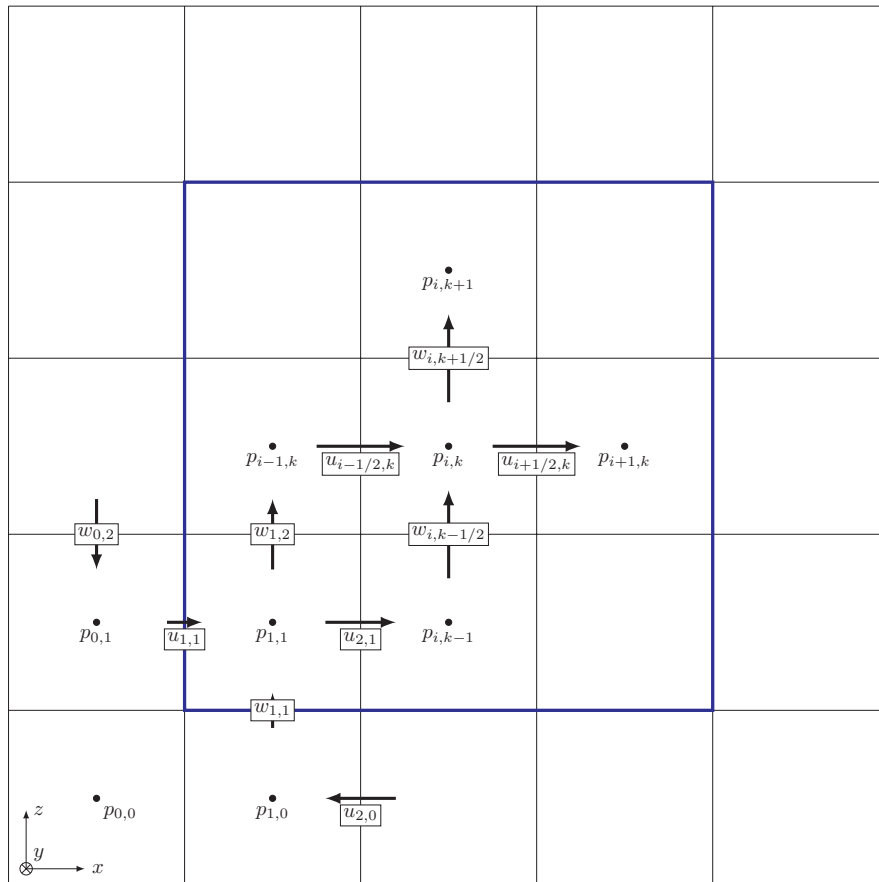 p_{i,k+1}
w_{i,k+1/2}
p_{i-1,k} u_{i-1/2,k} p_{i,k} u_{i+1/2,k} p_{i+1,k}
w_{0,2} w_{1,2} w_{i,k-1/2}
p_{0,1} u_{1,1} p_{1,1} u_{2,1} p_{i,k-1}
w_{1,1}
p_{0,0} p_{1,0} u_{2,0}
z
y
x